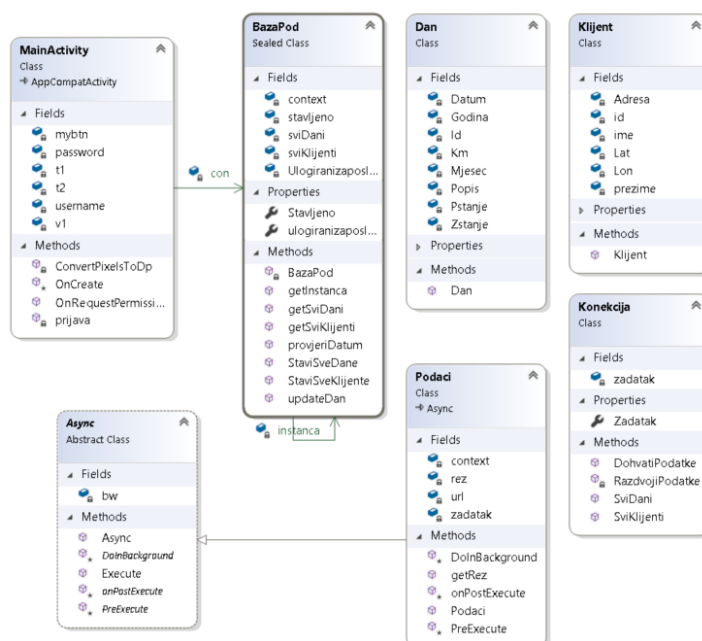 MainActivity
Class
AppCompatActivity
Fields
mybtn
password
t1
t2
username
v1
Methods
ConvertPixelsToDp
OnCreate
OnRequestPermissi...
prijava
con
BazaPod
Sealed Class
Fields
context
stavljeno
sviDani
sviKlijenti
Ulogiranizaposl...
Properties
Stavljeno
ulogiranizaposl...
Methods
BazaPod
getInstanca
getSviDani
getSviKlijenti
provjeriDatum
StaviSveDane
StaviSveKlijente
updateDan
instanca
Dan
Class
Fields
Datum
Godina
Id
Km
Mjesec
Popis
Pstanje
Zstanje
Properties
Methods
Dan
Klijent
Class
Fields
Adresa
id
ime
Lat
Lon
prezime
Properties
Methods
Klijent
Konekcija
Class
Fields
zadatak
Properties
Zadatak
Methods
DohvatiPodatke
RazdvojiPodatke
SviDani
SviKlijenti
Async
Abstract Class
Fields
bw
Methods
Async
DoInBackground
Execute
onPostExecute
PreExecute
Podaci
Class
Async
Fields
context
rez
url
zadatak
Methods
DoInBackground
getRez
onPostExecute
Podaci
PreExecute